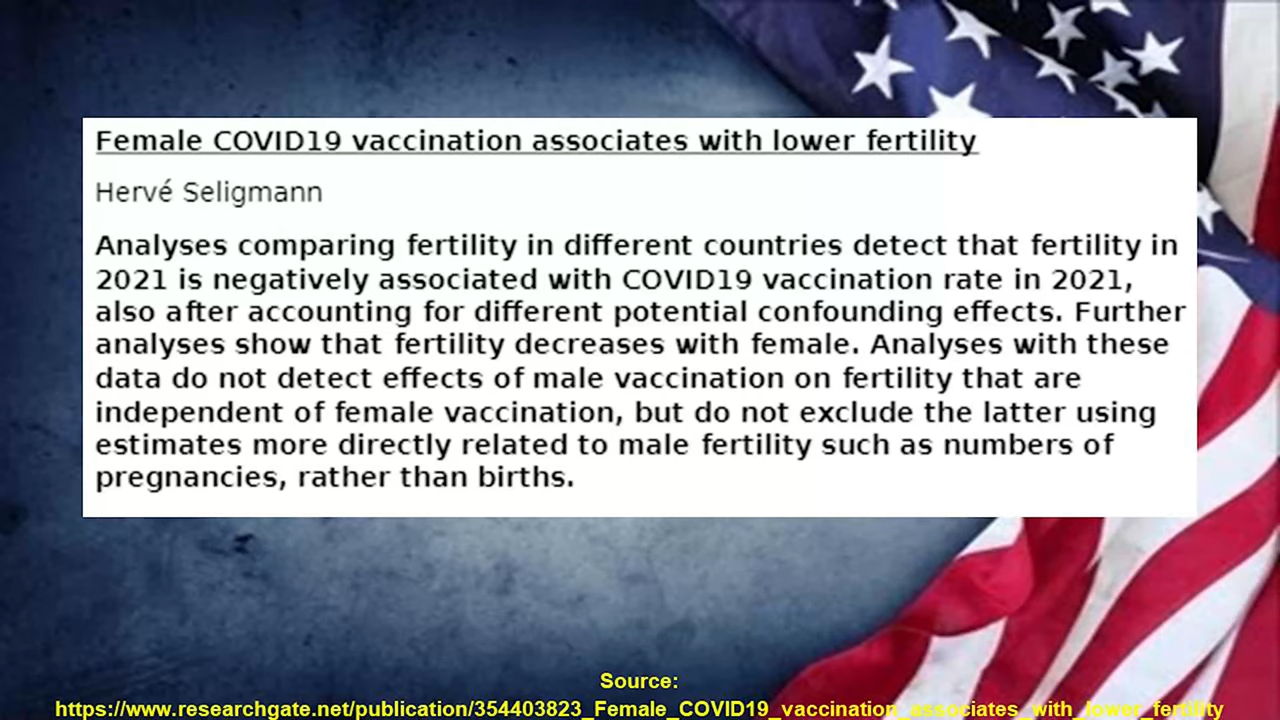 Female COVID19 vaccination associates with lower fertility
Hervé Seligmann
Analyses comparing fertility in different countries detect that fertility in
2021 is negatively associated with COVID19 vaccination rate in 2021,
also after accounting for different potential confounding effects. Further
analyses show that fertility decreases with female. Analyses with these
data do not detect effects of male vaccination on fertility that are
independent of female vaccination, but do not exclude the latter using
estimates more directly related to male fertility such as numbers of
pregnancies, rather than births.
Source:
https://www.researchgate.net/publication/354403823_Female_COVID19_vaccination_associates_with_lower_fertility